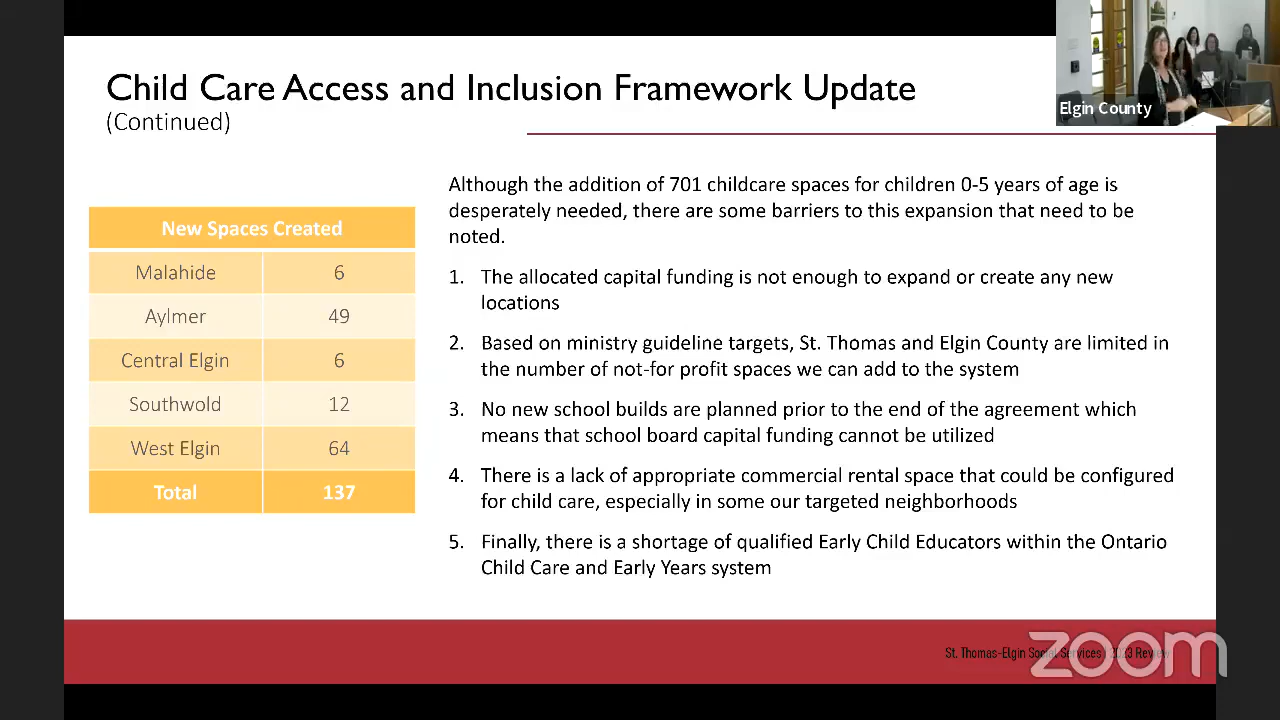 Child Care Access and Inclusion Framework Update
(Continued)
Elgin County
New Spaces Created
Malahide 6
Aylmer 49
Central Elgin 6
Southwold 12
West Elgin 64
Total 137
Although the addition of 701 childcare spaces for children 0-5 years of age is
desperately needed, there are some barriers to this expansion that need to be
noted.
1. The allocated capital funding is not enough to expand or create any new
locations
2. Based on ministry guideline targets, St. Thomas and Elgin County are limited in
the number of not-for profit spaces we can add to the system
3. No new school builds are planned prior to the end of the agreement which
means that school board capital funding cannot be utilized
4. There is a lack of appropriate commercial rental space that could be configured
for child care, especially in some our targeted neighborhoods
5. Finally, there is a shortage of qualified Early Child Educators within the Ontario
Child Care and Early Years system
St. Thomas-Elgin Social Services | 2023 Review
zoom